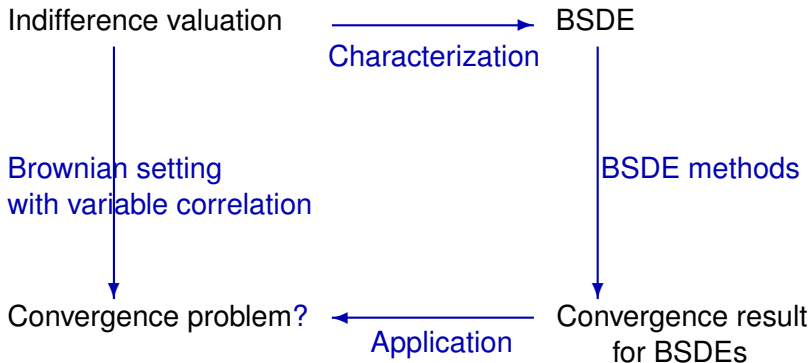 Indifference valuation
BSDE
Characterization
Brownian setting
with variable correlation
BSDE methods
Convergence problem?
Application
Convergence result
for BSDEs